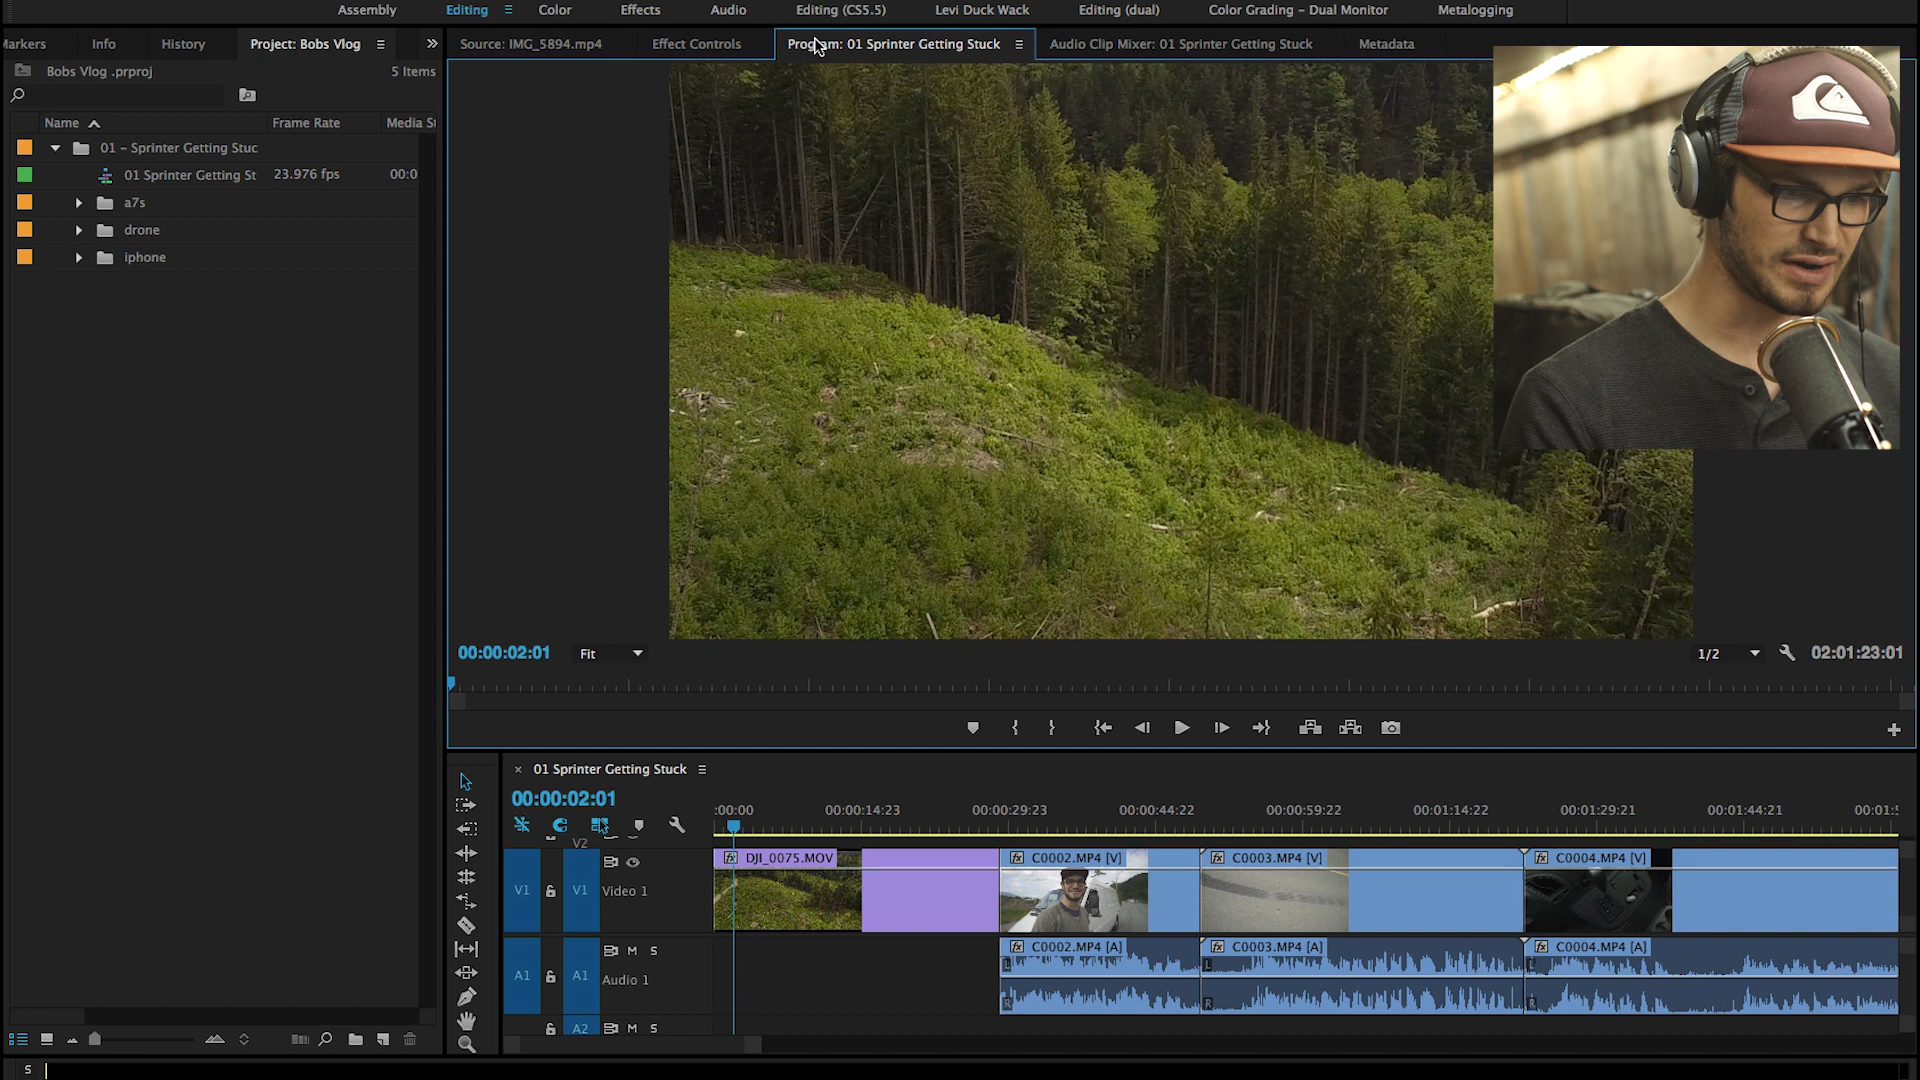 Assembly Editing Color Effects Audio Editing (CS5.5) Levi Duck Wack Editing (dual) Color Grading - Dual Monitor Metalogging
Markers Info History Project: Bobs Vlog Source: IMG_5894.mp4 Effect Controls Program: 01 Sprinter Getting Stuck Audio Clip Mixer: 01 Sprinter Getting Stuck Metadata
Bobs Vlog .prproj 5 Items
Name Frame Rate Media St
01 - Sprinter Getting Stuc
01 Sprinter Getting St 23.976 fps 00:0
a7s
drone
iphone
00:00:02:01 Fit 1/2 02:01:23:01
01 Sprinter Getting Stuck
00:00:02:01
:00:00 00:00:14:23 00:00:29:23 00:00:44:22 00:00:59:22 00:01:14:22 00:01:29:21 00:01:44:21 00:01:5
V2
DJI_0075.MOV C0002.MP4 [V] C0003.MP4 [V] C0004.MP4 [V]
V1 V1 Video 1
C0002.MP4 [A] C0003.MP4 [A] C0004.MP4 [A]
M S
L L L
A1 A1 Audio 1
R R R
A2 M S
S